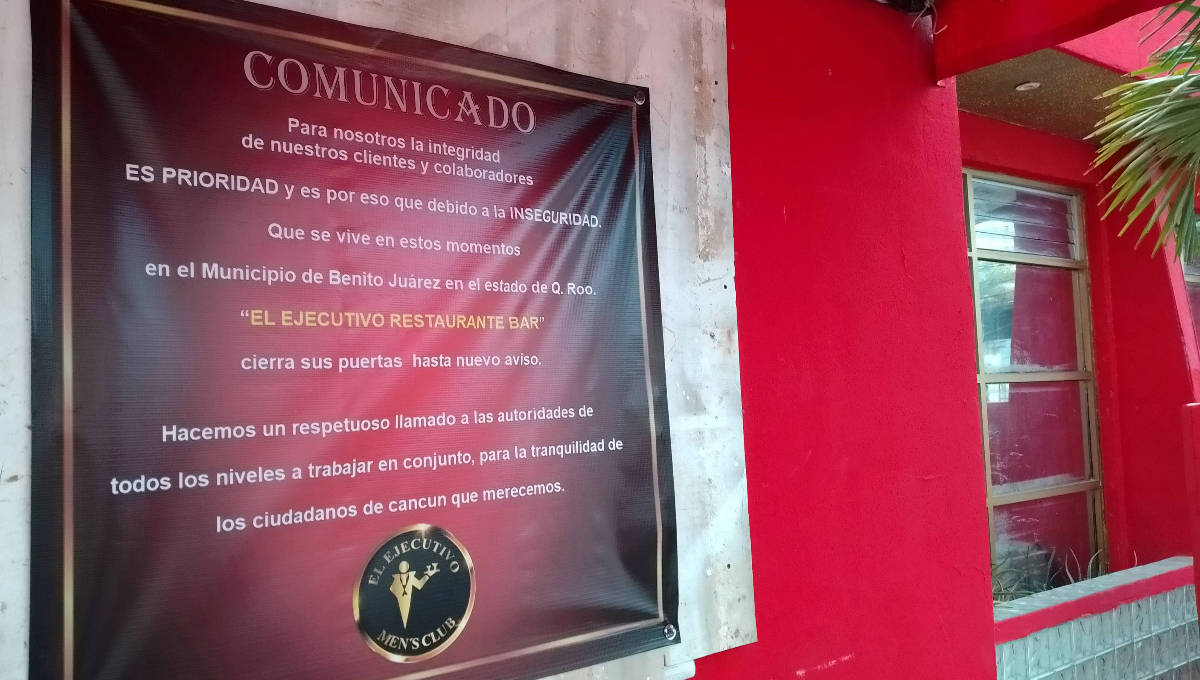 COMUNICADO
Para nosotros la integridad
de nuestros clientes y colaboradores
ES PRIORIDAD y es por eso que debido a la INSEGURIDAD.
Que se vive en estos momentos
en el Municipio de Benito Juárez en el estado de Q. Roo.
“EL EJECUTIVO RESTAURANTE BAR”
cierra sus puertas hasta nuevo aviso.
Hacemos un respetuoso llamado a las autoridades de
todos los niveles a trabajar en conjunto, para la tranquilidad de
los ciudadanos de cancun que merecemos.
EL EJECUTIVO
MEN'S CLUB